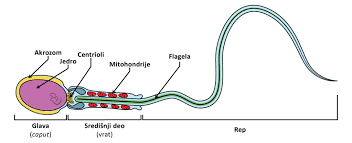 Akrozom
Jedro
Centrioli
Mitohondrije
Flagela
Glava
(caput)
Središnji deo
(vrat)
Rep